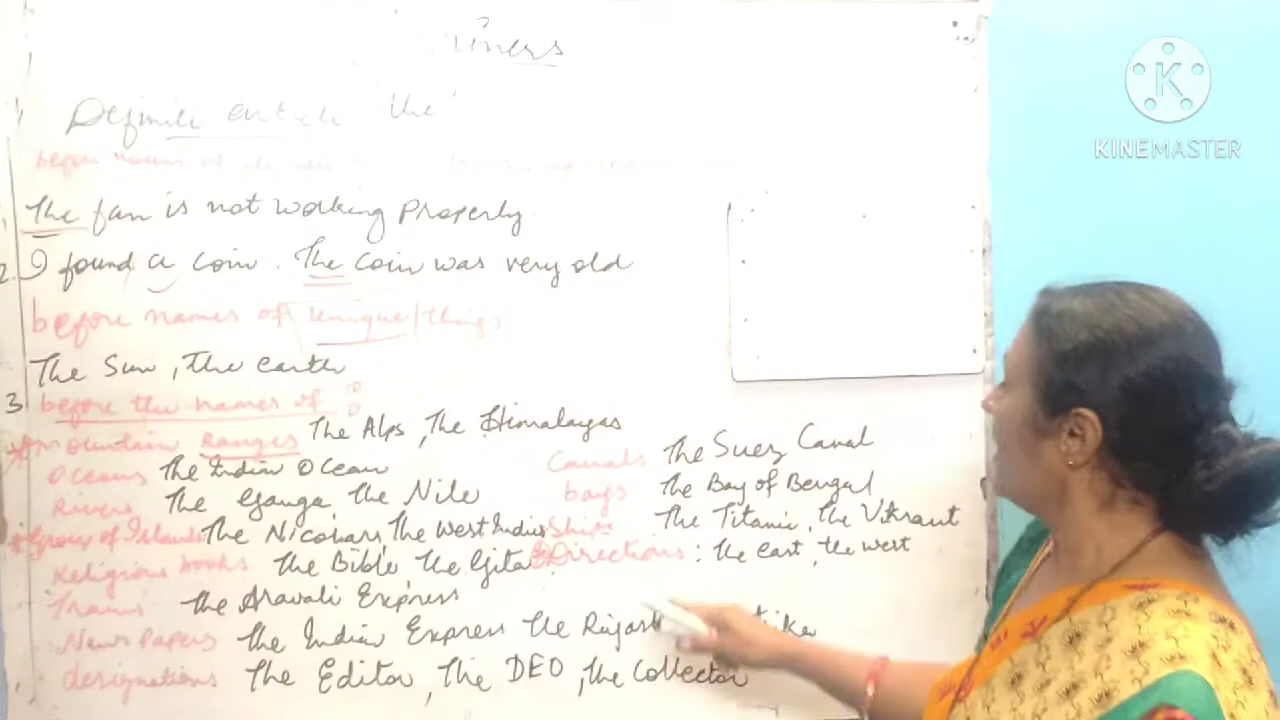 Definite article "the"
before names of
The fan is not working properly
2. I found a coin. The coin was very old
before names of unique/things
The Sun, The earth
3 before the names of :
Mountain Ranges The Alps, The Himalayas
Oceans The Indian Ocean
Rivers The Ganga The Nile
Group of Islands The Nicobars, The West Indies
Religious books The Bible The Gita
Trains The Aravali Express
News Papers The Indian Express The
designations The Editor, The DEO, The Collector
Canals The Suez Canal
bays The Bay of Bengal
Ships The Titanic, The Vikrant
Directions : The east, The west
K
KINEMASTER